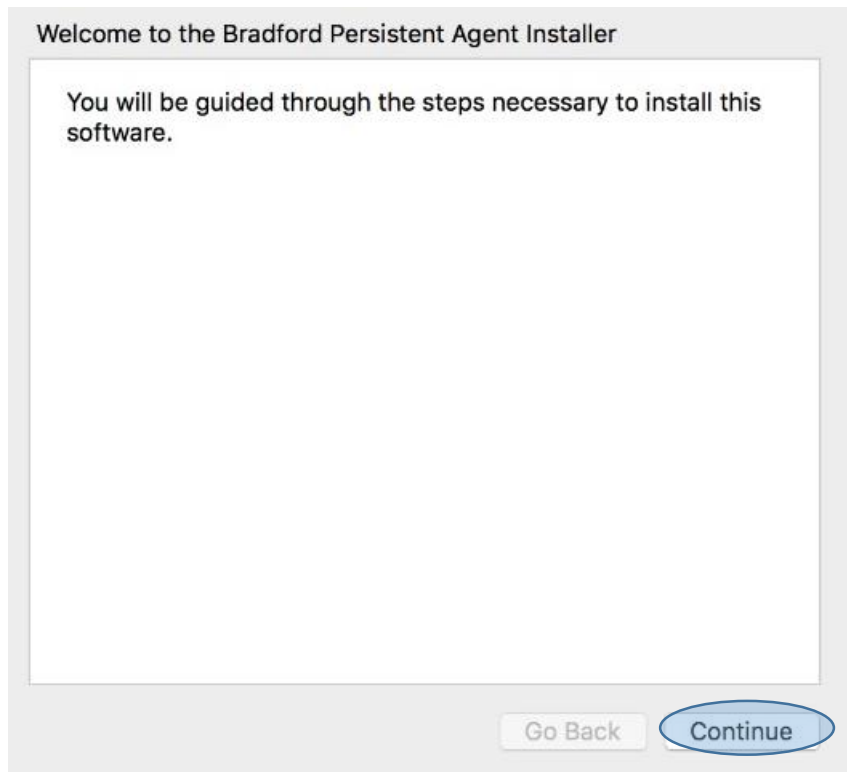 Welcome to the Bradford Persistent Agent Installer
You will be guided through the steps necessary to install this
software.
Go Back
Continue